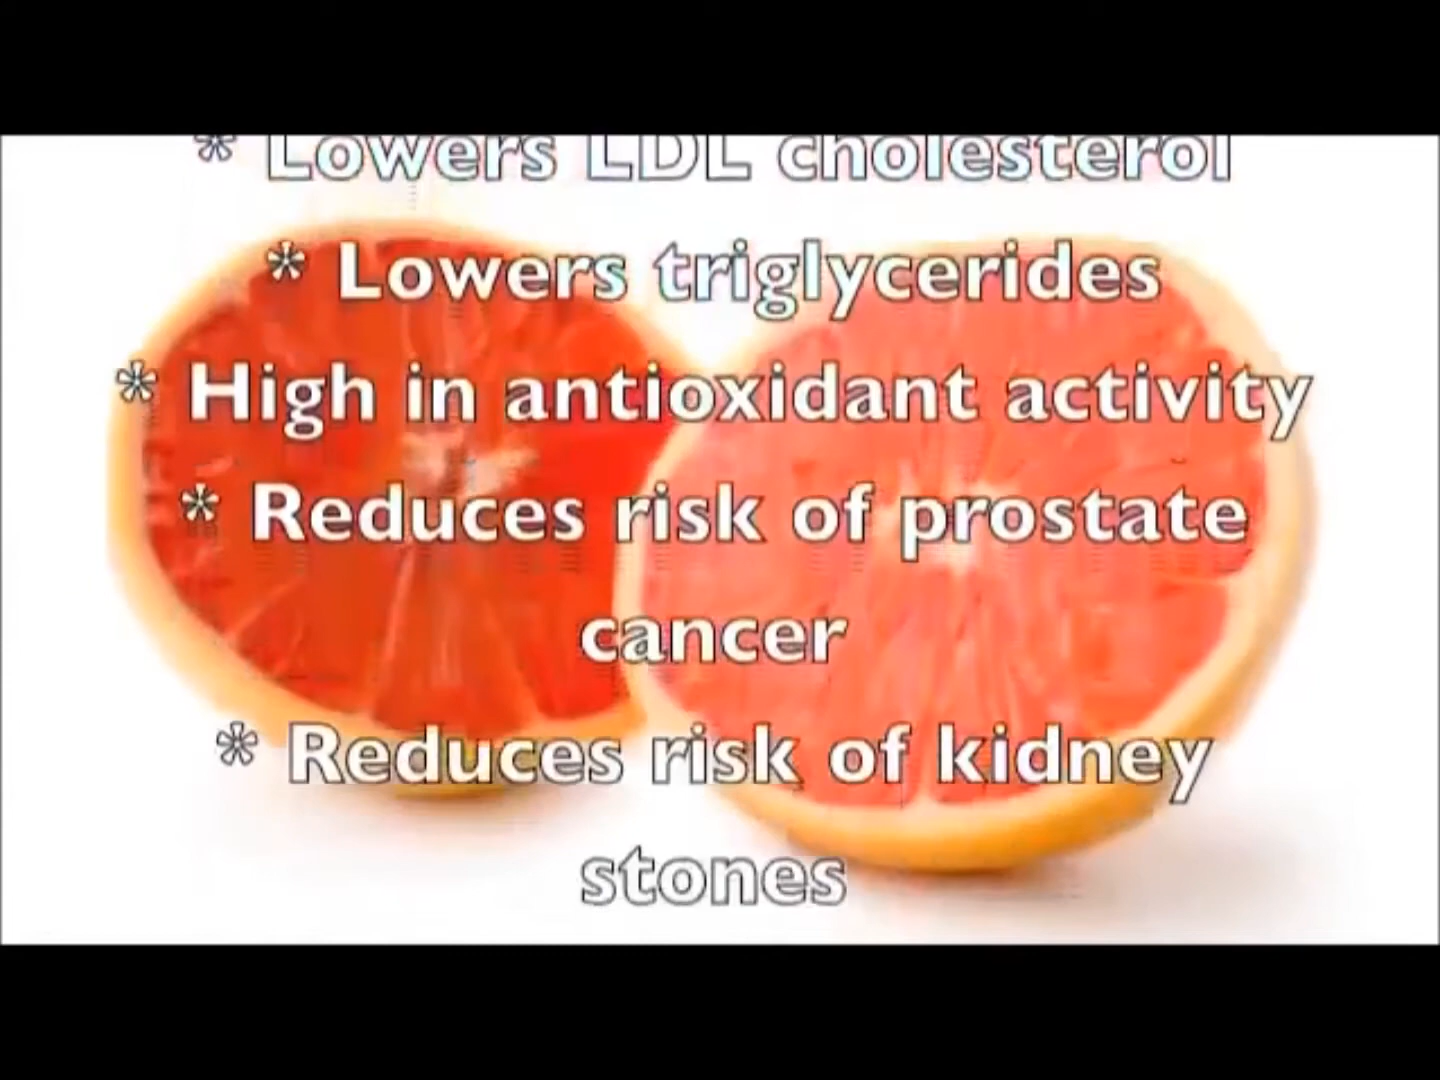 * Lowers LDL cholesterol
* Lowers triglycerides
* High in antioxidant activity
* Reduces risk of prostate
cancer
* Reduces risk of kidney
stones